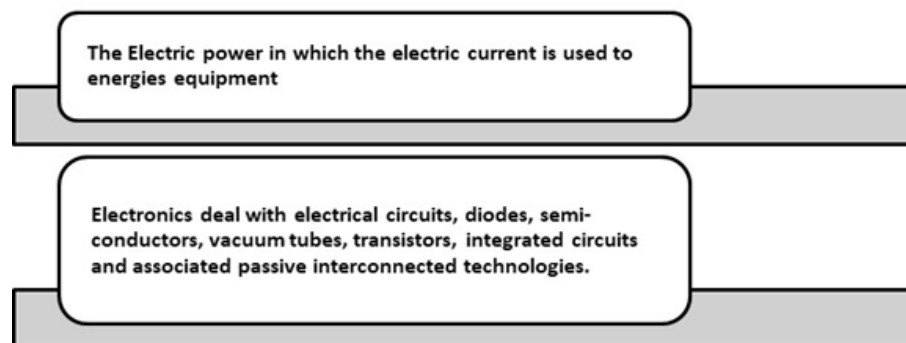 The Electric power in which the electric current is used to
energies equipment
Electronics deal with electrical circuits, diodes, semi-
conductors, vacuum tubes, transistors, integrated circuits
and associated passive interconnected technologies.